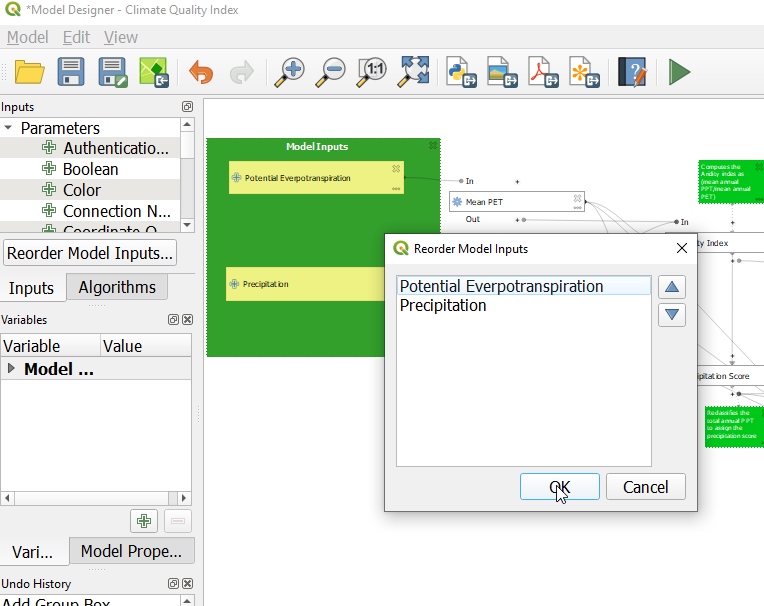 *Model Designer - Climate Quality Index
Model Edit View
1:1
Inputs
Parameters
Authenticatio...
Boolean
Color
Connection N...
Coordinate O
Reorder Model Inputs...
Inputs Algorithms
Variables
Variable Value
Model ...
Vari... Model Prope...
Undo History
Add Group Box
Model Inputs
Potential Everpotranspiration
Precipitation
In
Mean PET
Out
Computes the
Aridity index as
(mean annual
PPT/mean annual
PET)
In
ty Index
ipitation Score
Reclassifies the
total annual PPT
to assign the
precipitation score
Reorder Model Inputs
Potential Everpotranspiration
Precipitation
OK Cancel